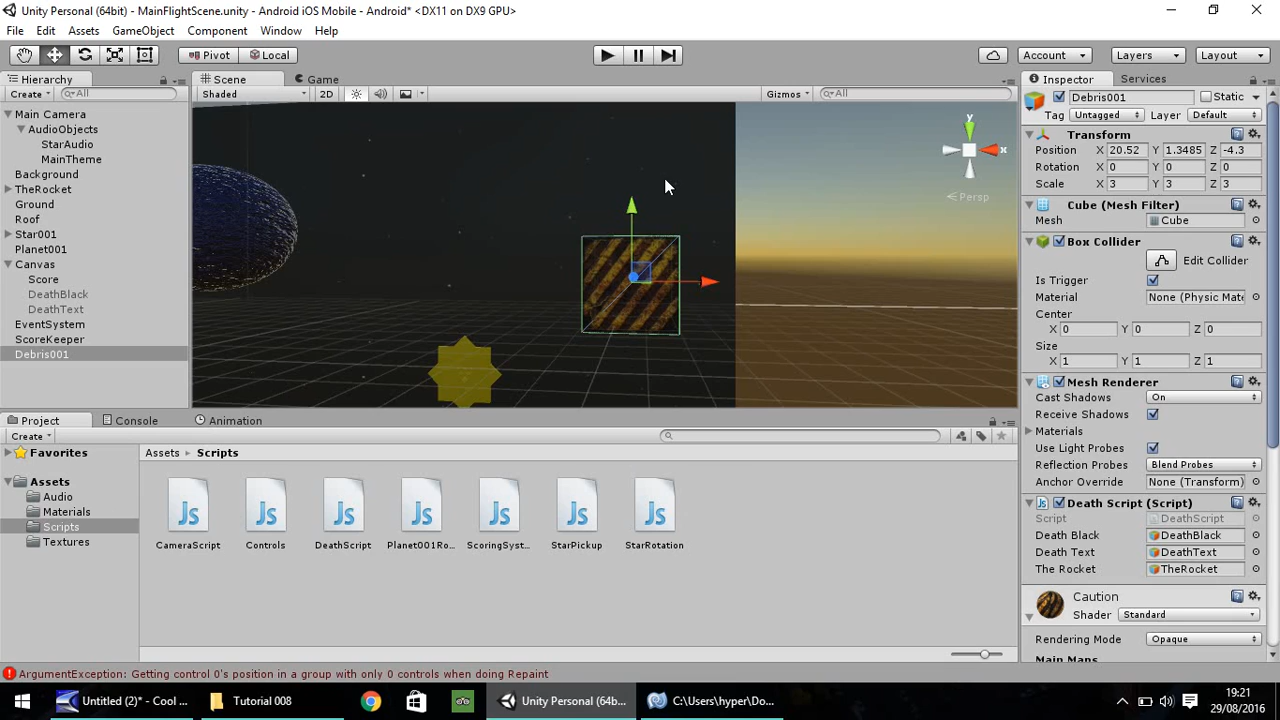 Unity Personal (64bit) - MainFlightScene.unity - Android iOS Mobile - Android* <DX11 on DX9 GPU>
File Edit Assets GameObject Component Window Help
Pivot Local Account Layers Layout
Hierarchy
Create All
Main Camera
AudioObjects
StarAudio
MainTheme
Background
TheRocket
Ground
Roof
Star001
Planet001
Canvas
Score
DeathBlack
DeathText
EventSystem
ScoreKeeper
Debris001
Scene Game
Shaded 2D Gizmos All
y
x
Persp
Inspector Services
Debris001 Static
Tag Untagged Layer Default
Transform
Position X 20.52 Y 1.3485 Z -4.3
Rotation X 0 Y 0 Z 0
Scale X 3 Y 3 Z 3
Cube (Mesh Filter)
Mesh Cube
Box Collider
Edit Collider
Is Trigger
Material None (Physic Mate
Center
X 0 Y 0 Z 0
Size
X 1 Y 1 Z 1
Mesh Renderer
Cast Shadows On
Receive Shadows
Materials
Use Light Probes
Reflection Probes Blend Probes
Anchor Override None (Transform)
Death Script (Script)
Script DeathScript
Death Black DeathBlack
Death Text DeathText
The Rocket TheRocket
Caution
Shader Standard
Rendering Mode Opaque
Main Maps
Project Console Animation
Create
Favorites
Assets
Audio
Materials
Scripts
Textures
Assets Scripts
Js Js Js Js Js Js Js
CameraScript Controls DeathScript Planet001Ro... ScoringSyst... StarPickup StarRotation
ArgumentException: Getting control 0's position in a group with only 0 controls when doing Repaint
Untitled (2)* - Cool ... Tutorial 008 Unity Personal (64b... C:\Users\hyper\Do...
19:21
29/08/2016